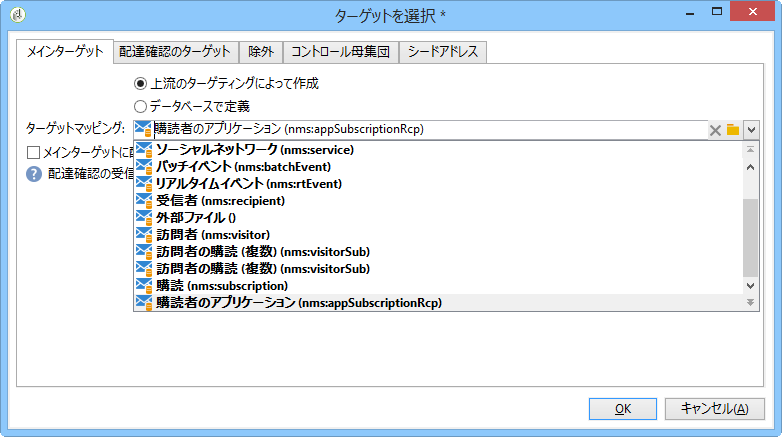 ターゲットを選択 *
メインターゲット 配達確認のターゲット 除外 コントロール母集団 シードアドレス
上流のターゲティングによって作成
データベースで定義
ターゲットマッピング: 購読者のアプリケーション (nms:appSubscriptionRcp)
メインターゲットに
ソーシャルネットワーク (nms:service)
バッチイベント (nms:batchEvent)
配達確認の受信
リアルタイムイベント (nms:rtEvent)
受信者 (nms:recipient)
外部ファイル ()
訪問者 (nms:visitor)
訪問者の購読 (複数) (nms:visitorSub)
訪問者の購読 (複数) (nms:visitorSub)
購読 (nms:subscription)
購読者のアプリケーション (nms:appSubscriptionRcp)
OK キャンセル(A)